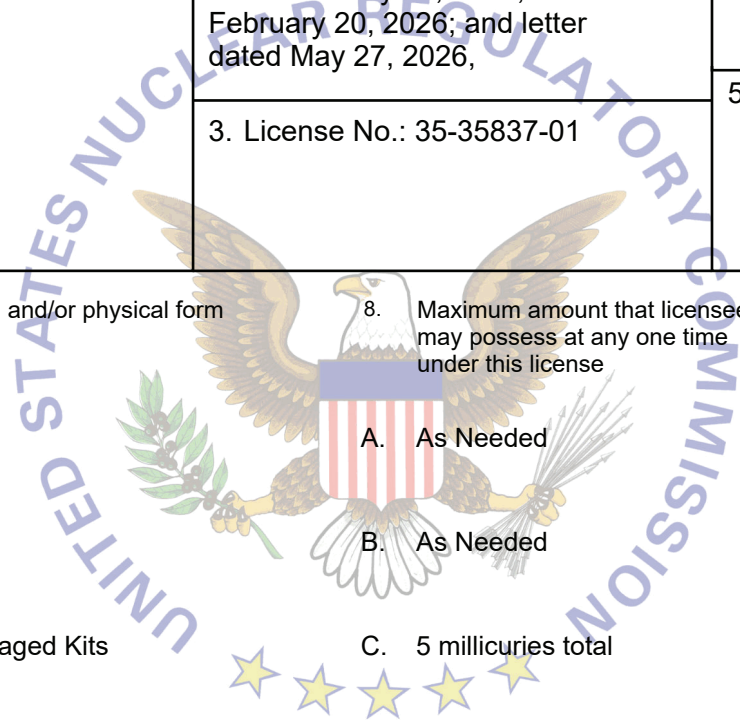 February 20, 2026; and letter
dated May 27, 2026,
5
3. License No.: 35-35837-01
and/or physical form
8. Maximum amount that licensee
may possess at any one time
under this license
A. As Needed
B. As Needed
aged Kits
C. 5 millicuries total
UNITED STATES NUCLEAR REGULATORY COMMISSION